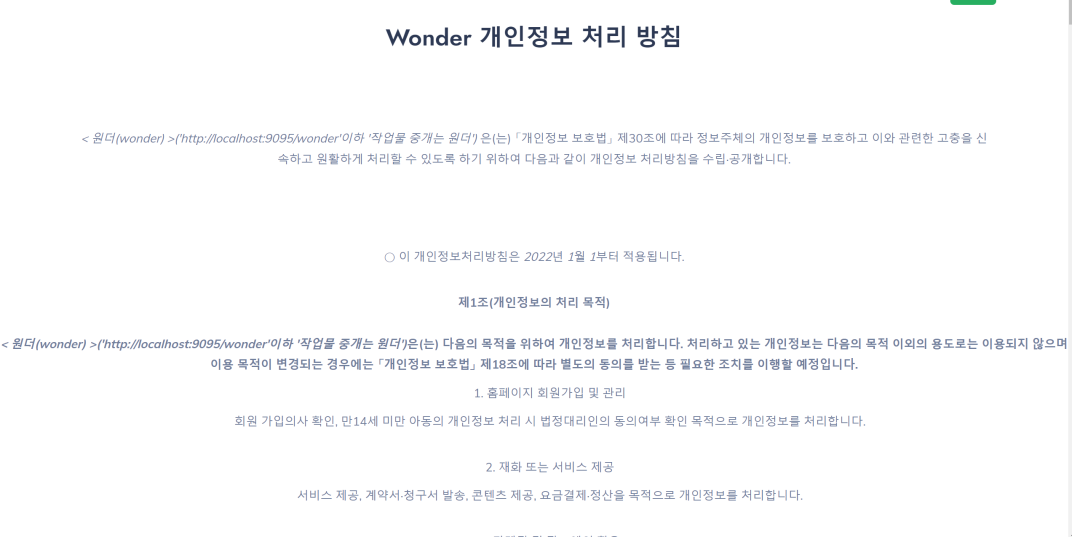 Wonder 개인정보 처리 방침
< 원더(wonder) >('http://localhost:9095/wonder'이하 '작업물 중개는 원더') 은(는) 「개인정보 보호법」 제30조에 따라 정보주체의 개인정보를 보호하고 이와 관련한 고충을 신
속하고 원활하게 처리할 수 있도록 하기 위하여 다음과 같이 개인정보 처리방침을 수립·공개합니다.
○ 이 개인정보처리방침은 2022년 1월 1부터 적용됩니다.
제1조(개인정보의 처리 목적)
< 원더(wonder) >('http://localhost:9095/wonder'이하 '작업물 중개는 원더')은(는) 다음의 목적을 위하여 개인정보를 처리합니다. 처리하고 있는 개인정보는 다음의 목적 이외의 용도로는 이용되지 않으며
이용 목적이 변경되는 경우에는 「개인정보 보호법」 제18조에 따라 별도의 동의를 받는 등 필요한 조치를 이행할 예정입니다.
1. 홈페이지 회원가입 및 관리
회원 가입의사 확인, 만14세 미만 아동의 개인정보 처리 시 법정대리인의 동의여부 확인 목적으로 개인정보를 처리합니다.
2. 재화 또는 서비스 제공
서비스 제공, 계약서·청구서 발송, 콘텐츠 제공, 요금결제·정산을 목적으로 개인정보를 처리합니다.